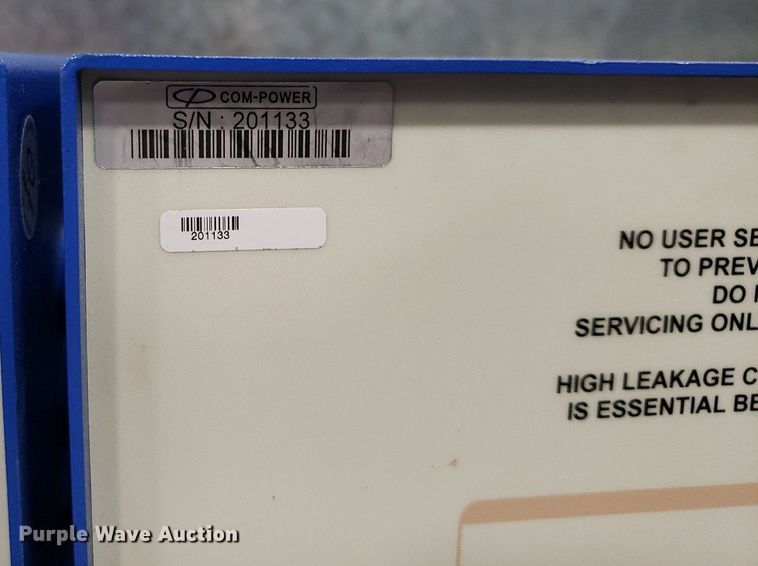 COM-POWER
S/N : 201133
201133
NO USER SE
TO PREV
DO
SERVICING ONL
HIGH LEAKAGE C
IS ESSENTIAL BE
Purple Wave Auction